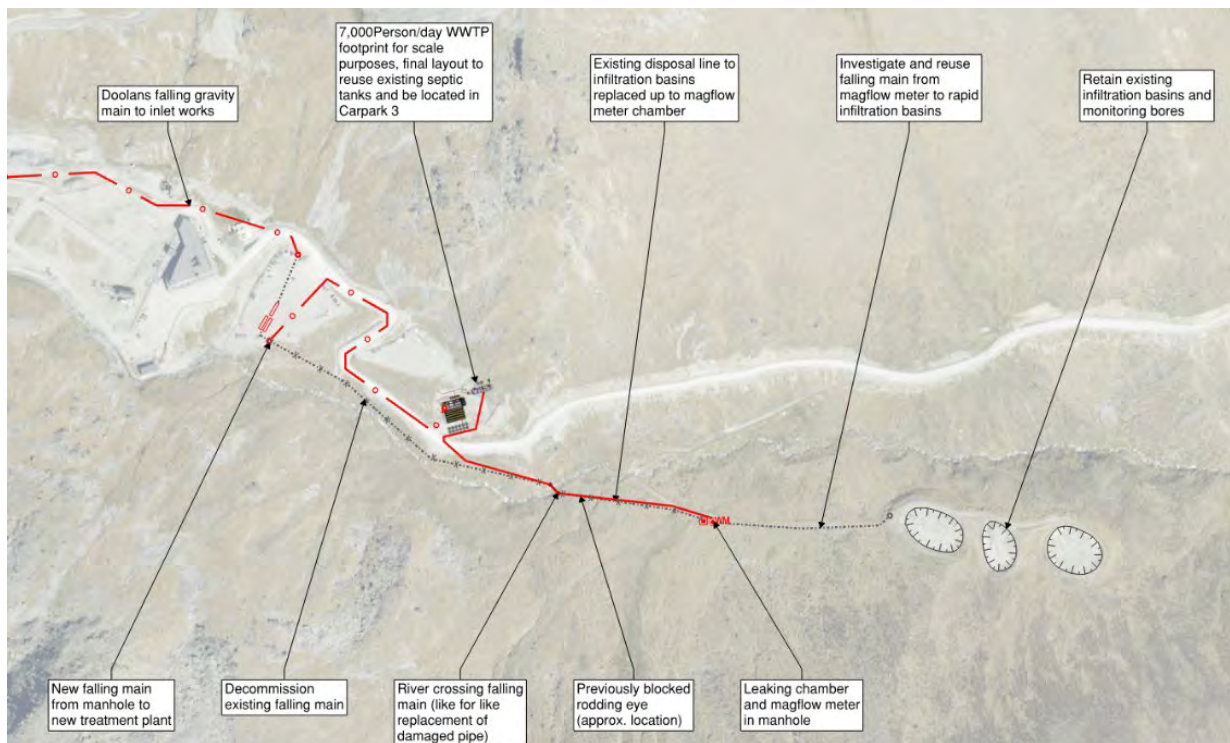 7,000Person/day WWTP
footprint for scale
purposes, final layout to
reuse existing septic
tanks and be located in
Carpark 3
Doolans falling gravity
main to inlet works
Existing disposal line to
infiltration basins
replaced up to magflow
meter chamber
Investigate and reuse
falling main from
magflow meter to rapid
infiltration basins
Retain existing
infiltration basins and
monitoring bores
New falling main
from manhole to
new treatment plant
Decommission
existing falling main
River crossing falling
main (like for like
replacement of
damaged pipe)
Previously blocked
rodding eye
(approx. location)
Leaking chamber
and magflow meter
in manhole